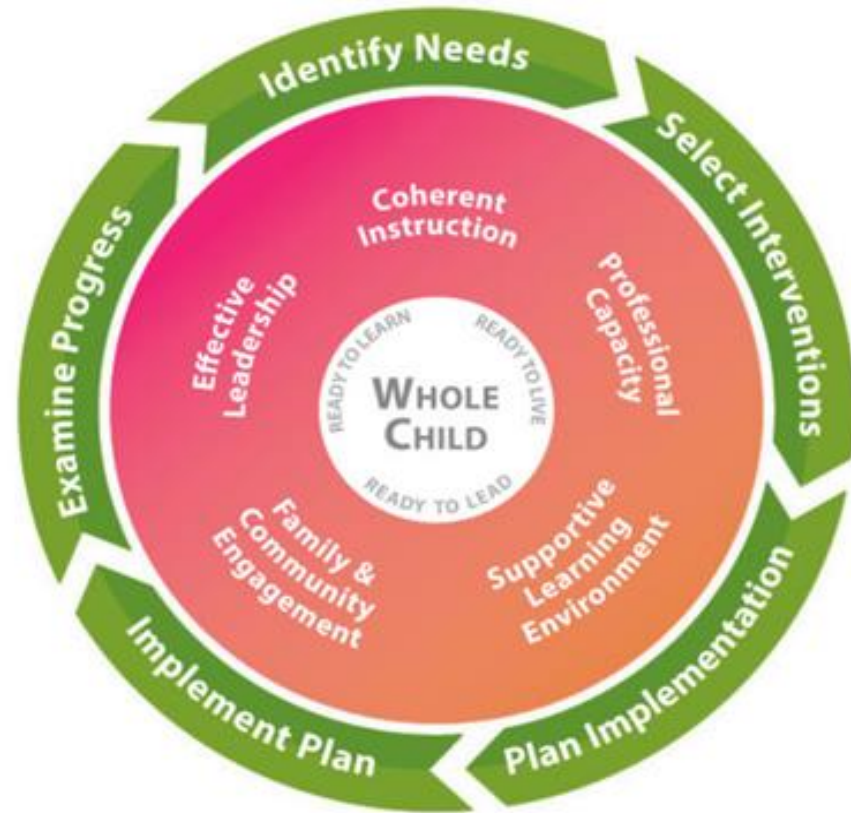 Identify Needs
Select Interventions
Plan Implementation
Implement Plan
Examine Progress
Coherent
Instruction
Professional
Capacity
Supportive
Learning
Environment
Family &
Community
Engagement
Effective
Leadership
READY TO LEARN
READY TO LIVE
READY TO LEAD
WHOLE
CHILD